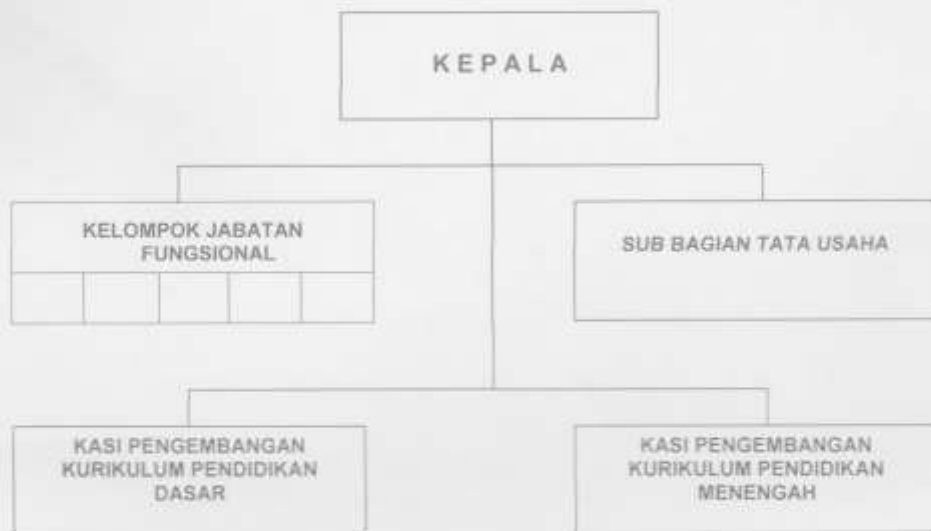 KEPALA
KELOMPOK JABATAN
FUNGSIONAL
SUB BAGIAN TATA USAHA
KASI PENGEMBANGAN
KURIKULUM PENDIDIKAN
DASAR
KASI PENGEMBANGAN
KURIKULUM PENDIDIKAN
MENENGAH